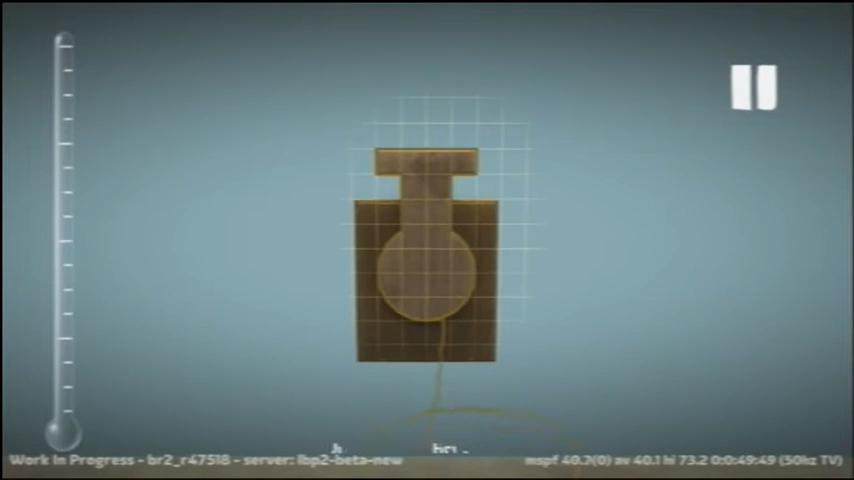 Work In Progress - br2_r47518 - server: lbp2-beta-new
mspf 40.2(0) av 40.1 hi 73.2 0:0:49:49 (50hz TV)